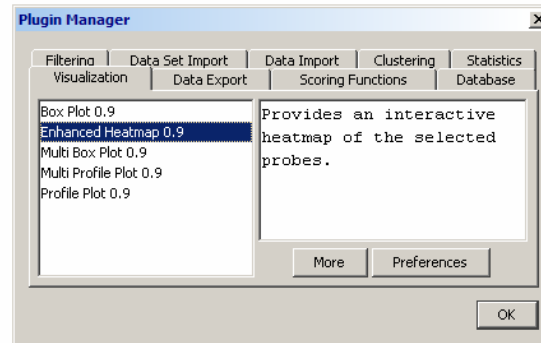 Plugin Manager
Filtering Data Set Import Data Import Clustering Statistics
Visualization Data Export Scoring Functions Database
Box Plot 0.9
Enhanced Heatmap 0.9
Multi Box Plot 0.9
Multi Profile Plot 0.9
Profile Plot 0.9
Provides an interactive
heatmap of the selected
probes.
More Preferences
OK